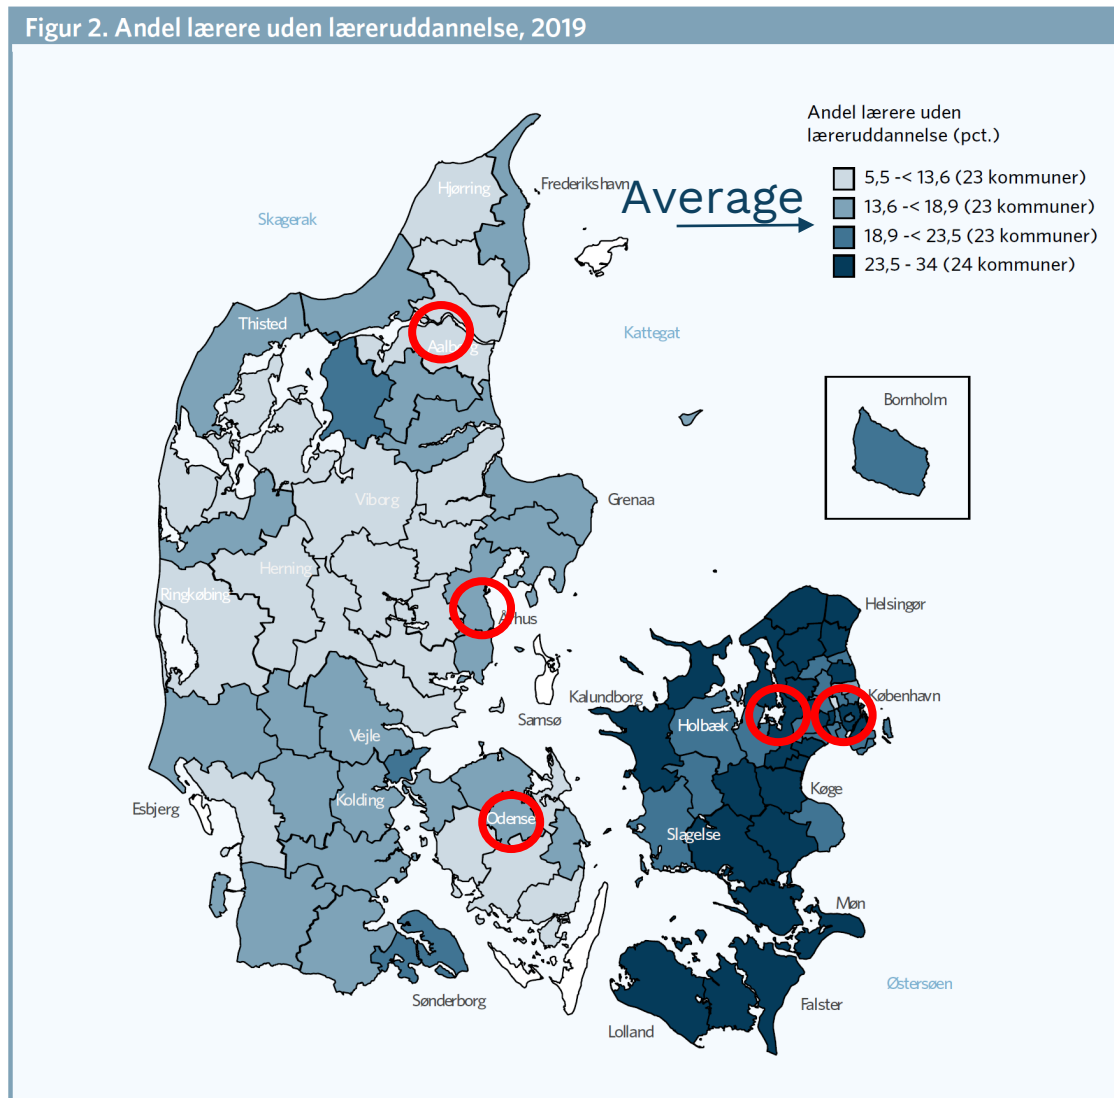 Figur 2. Andel lærere uden læreruddannelse, 2019
Andel lærere uden
læreruddannelse (pct.)
5,5 -< 13,6 (23 kommuner)
13,6 -< 18,9 (23 kommuner)
18,9 -< 23,5 (23 kommuner)
23,5 - 34 (24 kommuner)
Average
Hjørring
Frederikshavn
Skagerak
Thisted
Kattegat
Aalborg
Bornholm
Viborg
Grenaa
Herning
Ringkøbing
Århus
Helsingør
Kalundborg
København
Samsø
Holbæk
Vejle
Køge
Esbjerg
Kolding
Odense
Slagelse
Møn
Østersøen
Sønderborg
Falster
Lolland